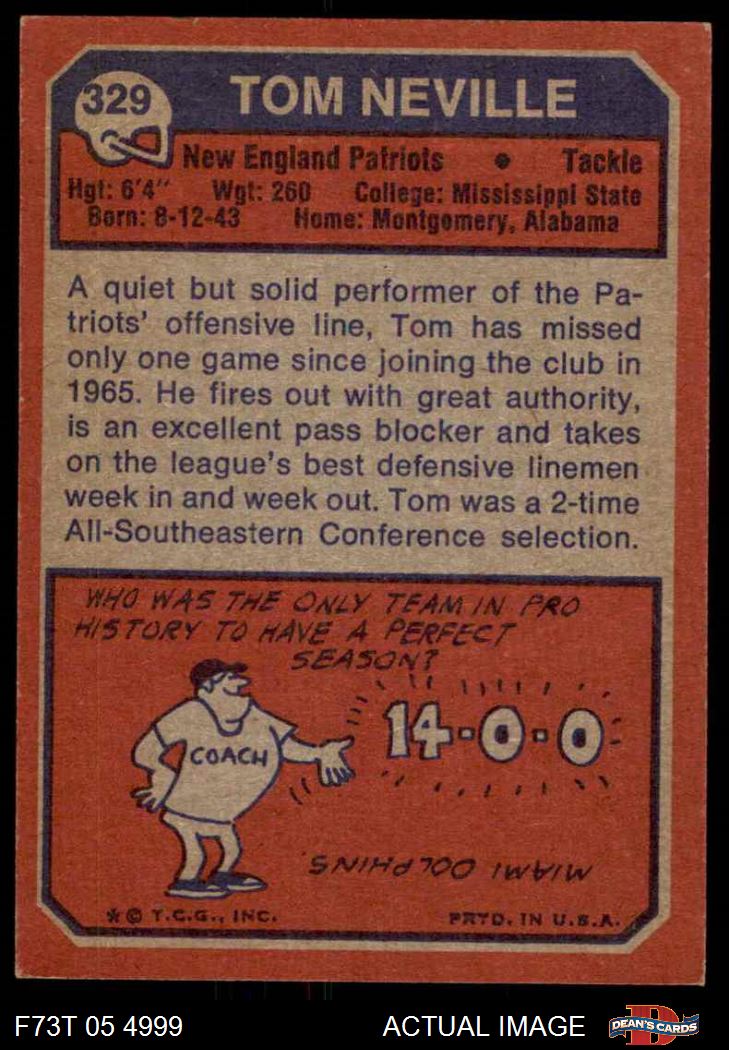 329 TOM NEVILLE
New England Patriots • Tackle
Hgt: 6'4" Wgt: 260 College: Mississippi State
Born: 8-12-43 Home: Montgomery, Alabama
A quiet but solid performer of the Pa-
triots' offensive line, Tom has missed
only one game since joining the club in
1965. He fires out with great authority,
is an excellent pass blocker and takes
on the league's best defensive linemen
week in and week out. Tom was a 2-time
All-Southeastern Conference selection.
WHO WAS THE ONLY TEAM IN PRO
HISTORY TO HAVE A PERFECT
SEASON?
14-0-0
COACH
MIAMI DOLPHINS
* © T.C.G., INC. PRTD. IN U.S.A.
F73T 05 4999 ACTUAL IMAGE D DEAN'S CARDS